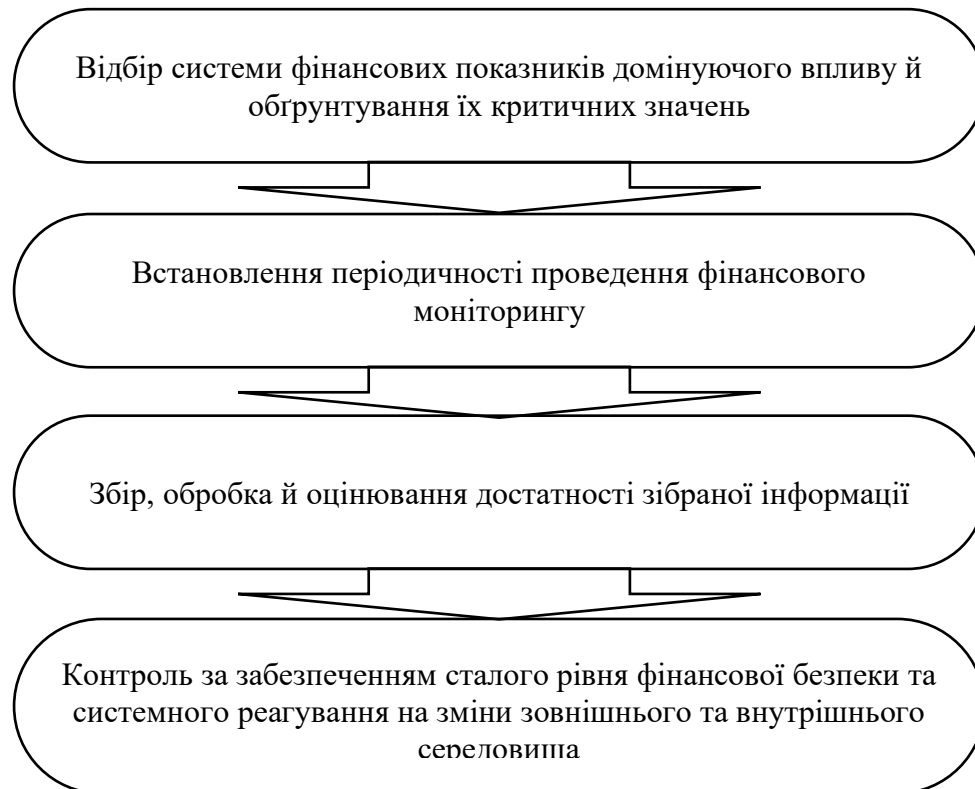 Відбір системи фінансових показників домінуючого впливу й
обґрунтування їх критичних значень
Встановлення періодичності проведення фінансового
моніторингу
Збір, обробка й оцінювання достатності зібраної інформації
Контроль за забезпеченням сталого рівня фінансової безпеки та
системного реагування на зміни зовнішнього та внутрішнього
середовища